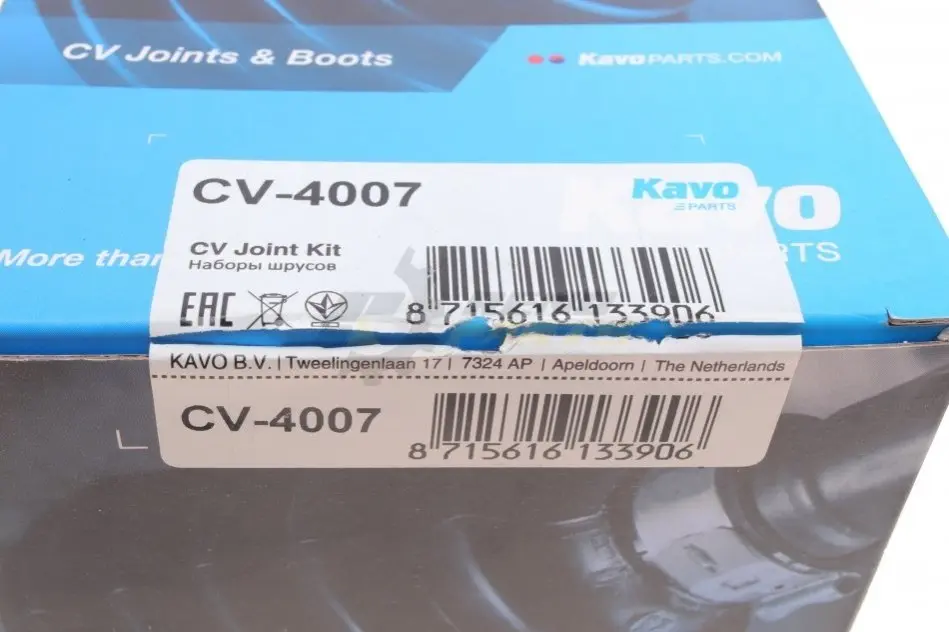 CV Joints & Boots
KavoPARTS.COM
CV-4007
Kavo
PARTS
CV Joint Kit
Наборы шрусов
More than
EAC
8 715616 133906
KAVO B.V. | Tweelingenlaan 17 | 7324 AP | Apeldoorn | The Netherlands
CV-4007
8 715616 133906